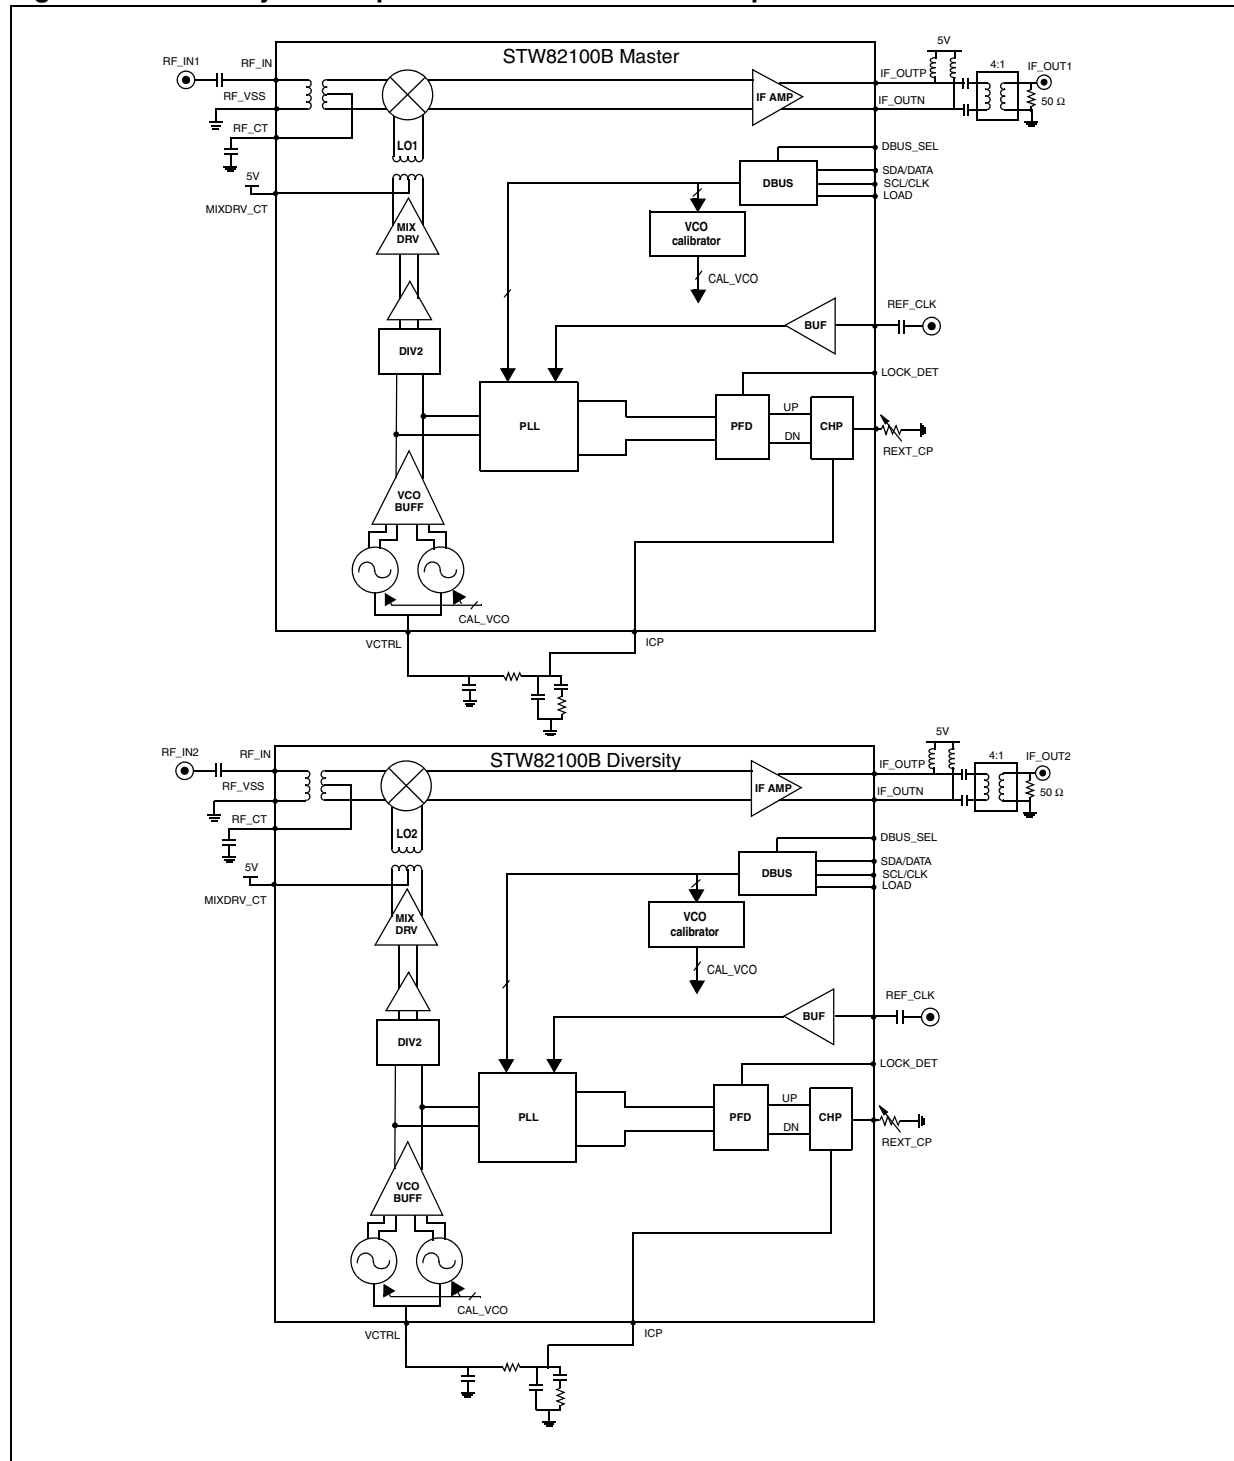 STW82100B Master
RF_IN1
RF_IN
RF_VSS
RF_CT
5V
MIXDRV_CT
LO1
MIX
DRV
DIV2
VCO
BUFF
CAL_VCO
VCTRL
ICP
PLL
IF AMP
IF_OUTP
IF_OUTN
5V
4:1
IF_OUT1
50 Ω
DBUS_SEL
DBUS
SDA/DATA
SCL/CLK
LOAD
VCO
calibrator
CAL_VCO
BUF
REF_CLK
LOCK_DET
PFD
UP
DN
CHP
REXT_CP
STW82100B Diversity
RF_IN2
RF_IN
RF_VSS
RF_CT
5V
MIXDRV_CT
LO2
MIX
DRV
DIV2
VCO
BUFF
CAL_VCO
VCTRL
ICP
PLL
IF AMP
IF_OUTP
IF_OUTN
5V
4:1
IF_OUT2
50 Ω
DBUS_SEL
DBUS
SDA/DATA
SCL/CLK
LOAD
VCO
calibrator
CAL_VCO
BUF
REF_CLK
LOCK_DET
PFD
UP
DN
CHP
REXT_CP